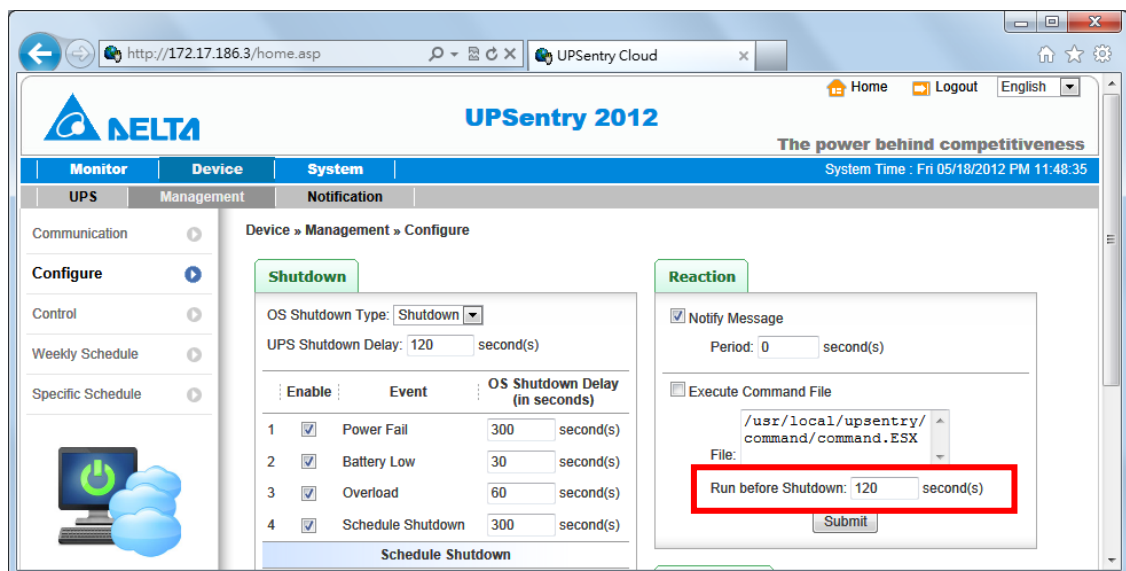 http://172.17.186.3/home.asp
UPSentry Cloud
Home Logout English
DELTA
UPSentry 2012
The power behind competitiveness
Monitor Device System
System Time : Fri 05/18/2012 PM 11:48:35
UPS Management Notification
Communication
Configure
Control
Weekly Schedule
Specific Schedule
Device » Management » Configure
Shutdown
OS Shutdown Type: Shutdown
UPS Shutdown Delay: 120 second(s)
Enable Event OS Shutdown Delay
(in seconds)
1 Power Fail 300 second(s)
2 Battery Low 30 second(s)
3 Overload 60 second(s)
4 Schedule Shutdown 300 second(s)
Schedule Shutdown
Reaction
Notify Message
Period: 0 second(s)
Execute Command File
/usr/local/upsentry/
command/command.ESX
File:
Run before Shutdown: 120 second(s)
Submit